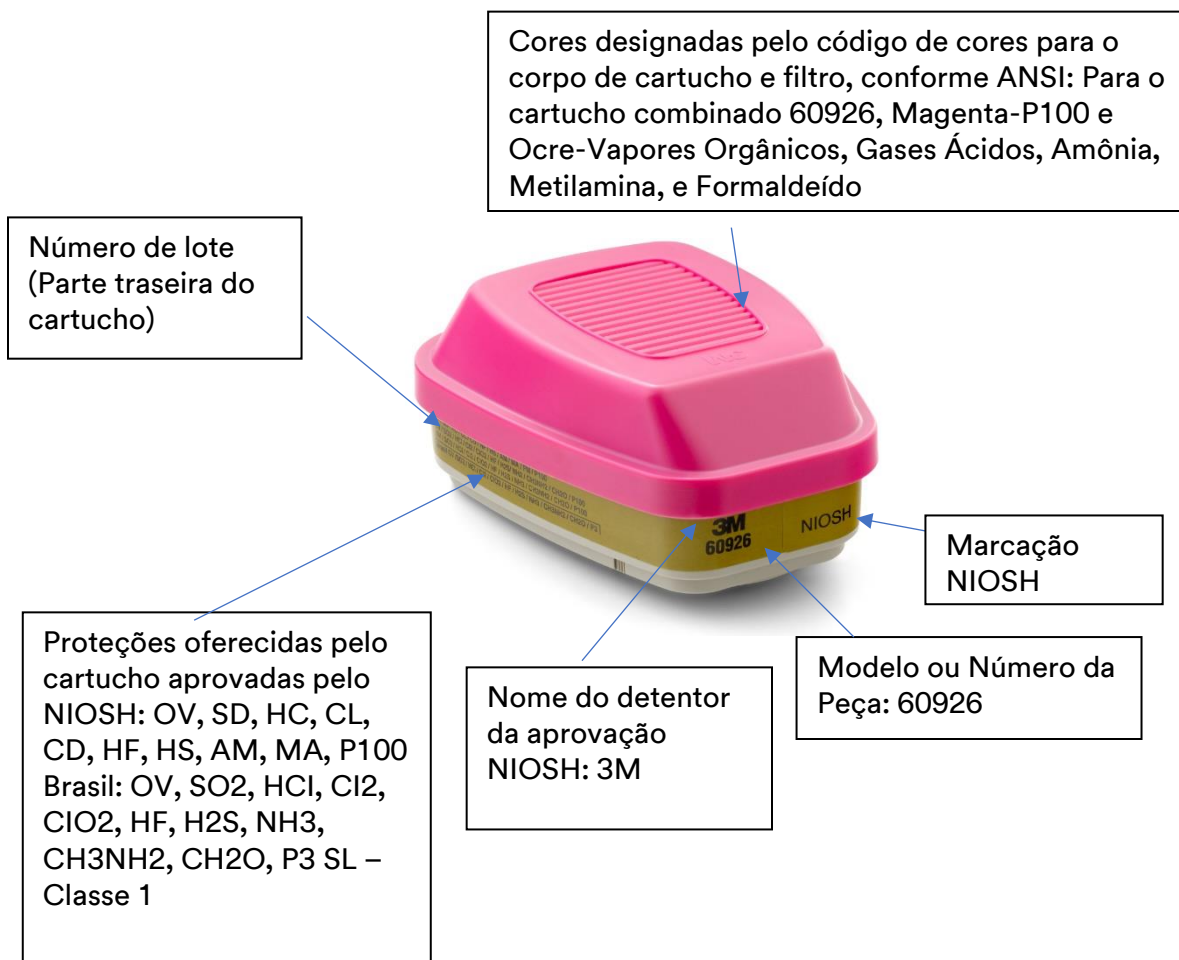 Cores designadas pelo código de cores para o
corpo de cartucho e filtro, conforme ANSI: Para o
cartucho combinado 60926, Magenta-P100 e
Ocre-Vapores Orgânicos, Gases Ácidos, Amônia,
Metilamina, e Formaldeído
Número de lote
(Parte traseira do
cartucho)
3M
60926
NIOSH
Marcação
NIOSH
Proteções oferecidas pelo
cartucho aprovadas pelo
NIOSH: OV, SD, HC, CL,
CD, HF, HS, AM, MA, P100
Brasil: OV, SO2, HCl, Cl2,
ClO2, HF, H2S, NH3,
CH3NH2, CH2O, P3 SL –
Classe 1
Nome do detentor
da aprovação
NIOSH: 3M
Modelo ou Número da
Peça: 60926